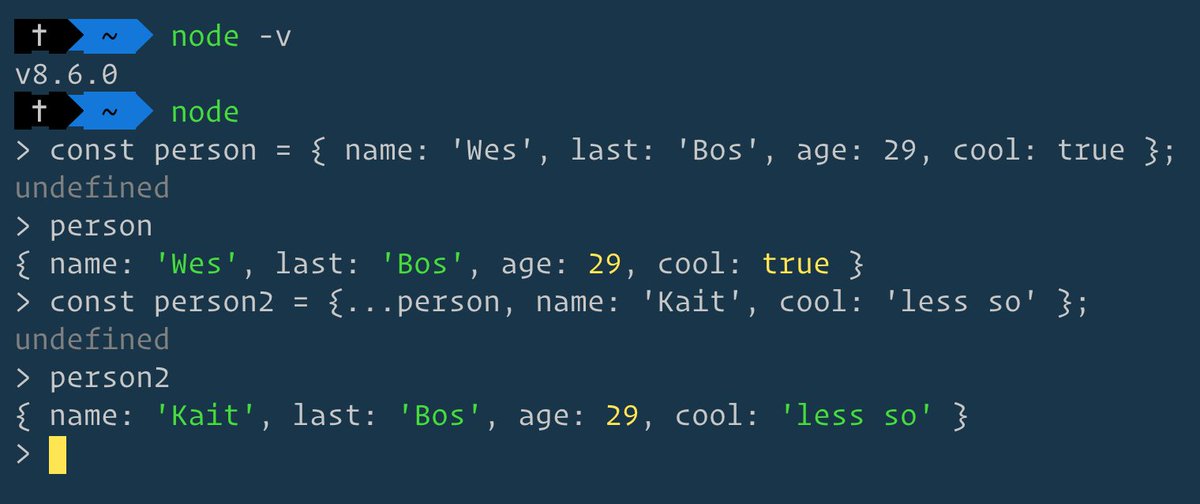 † ~ node -v
v8.6.0
† ~ node
> const person = { name: 'Wes', last: 'Bos', age: 29, cool: true };
undefined
> person
{ name: 'Wes', last: 'Bos', age: 29, cool: true }
> const person2 = {...person, name: 'Kait', cool: 'less so' };
undefined
> person2
{ name: 'Kait', last: 'Bos', age: 29, cool: 'less so' }
>